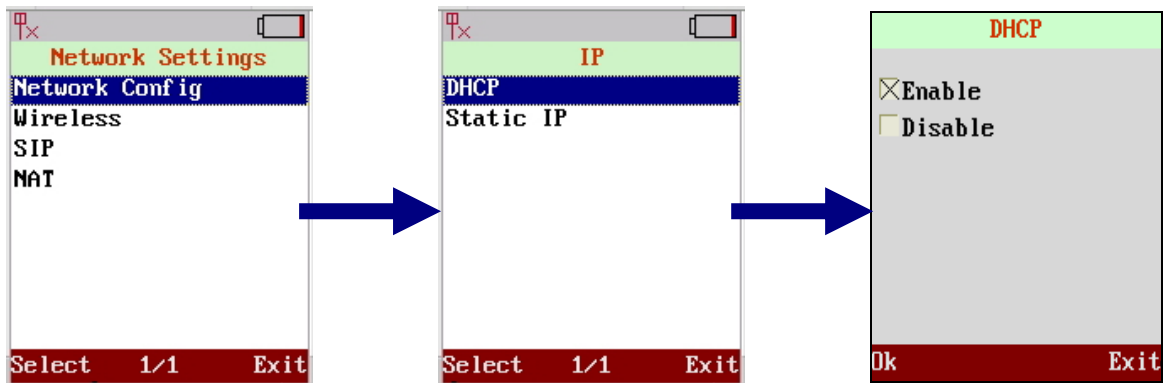 Network Settings
Network Config
Wireless
SIP
NAT
Select 1/1 Exit
IP
DHCP
Static IP
Select 1/1 Exit
DHCP
Enable
Disable
Ok Exit